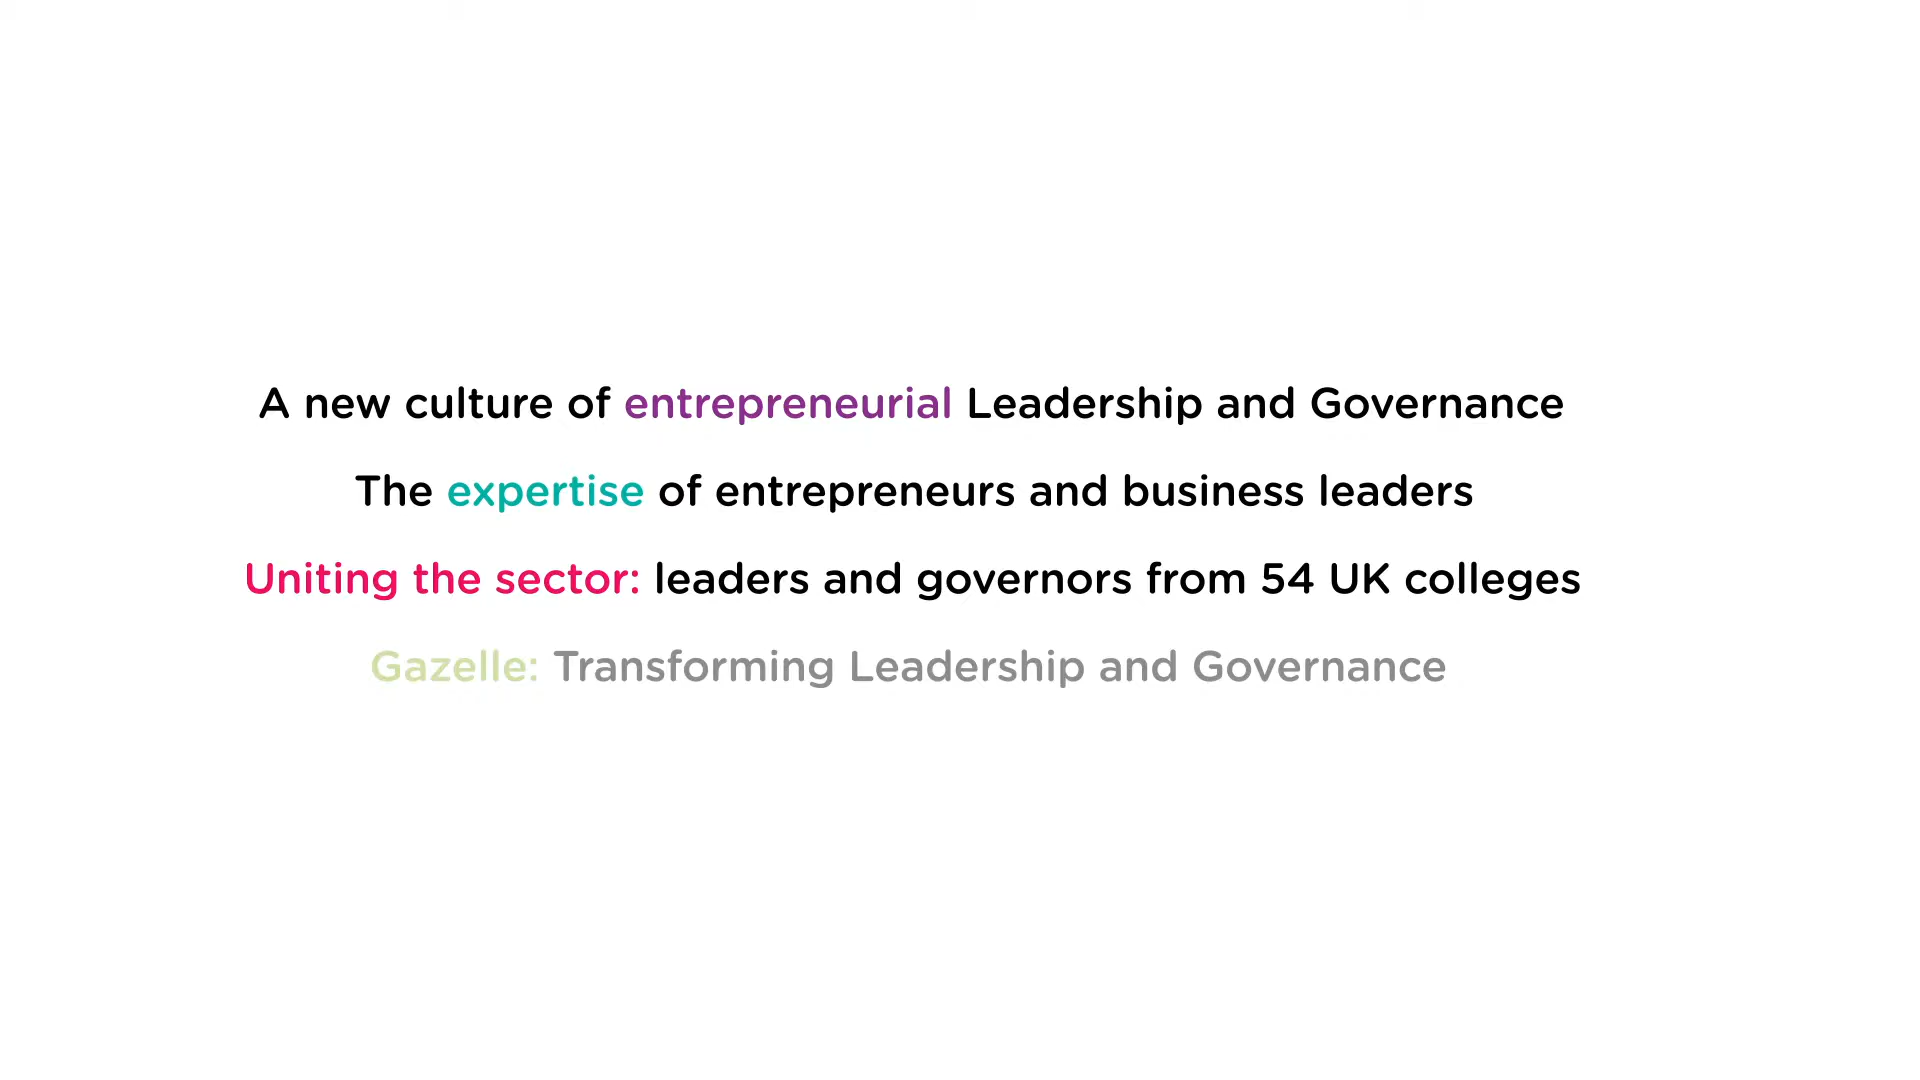 A new culture of entrepreneurial Leadership and Governance
The expertise of entrepreneurs and business leaders
Uniting the sector: leaders and governors from 54 UK colleges
Gazelle: Transforming Leadership and Governance